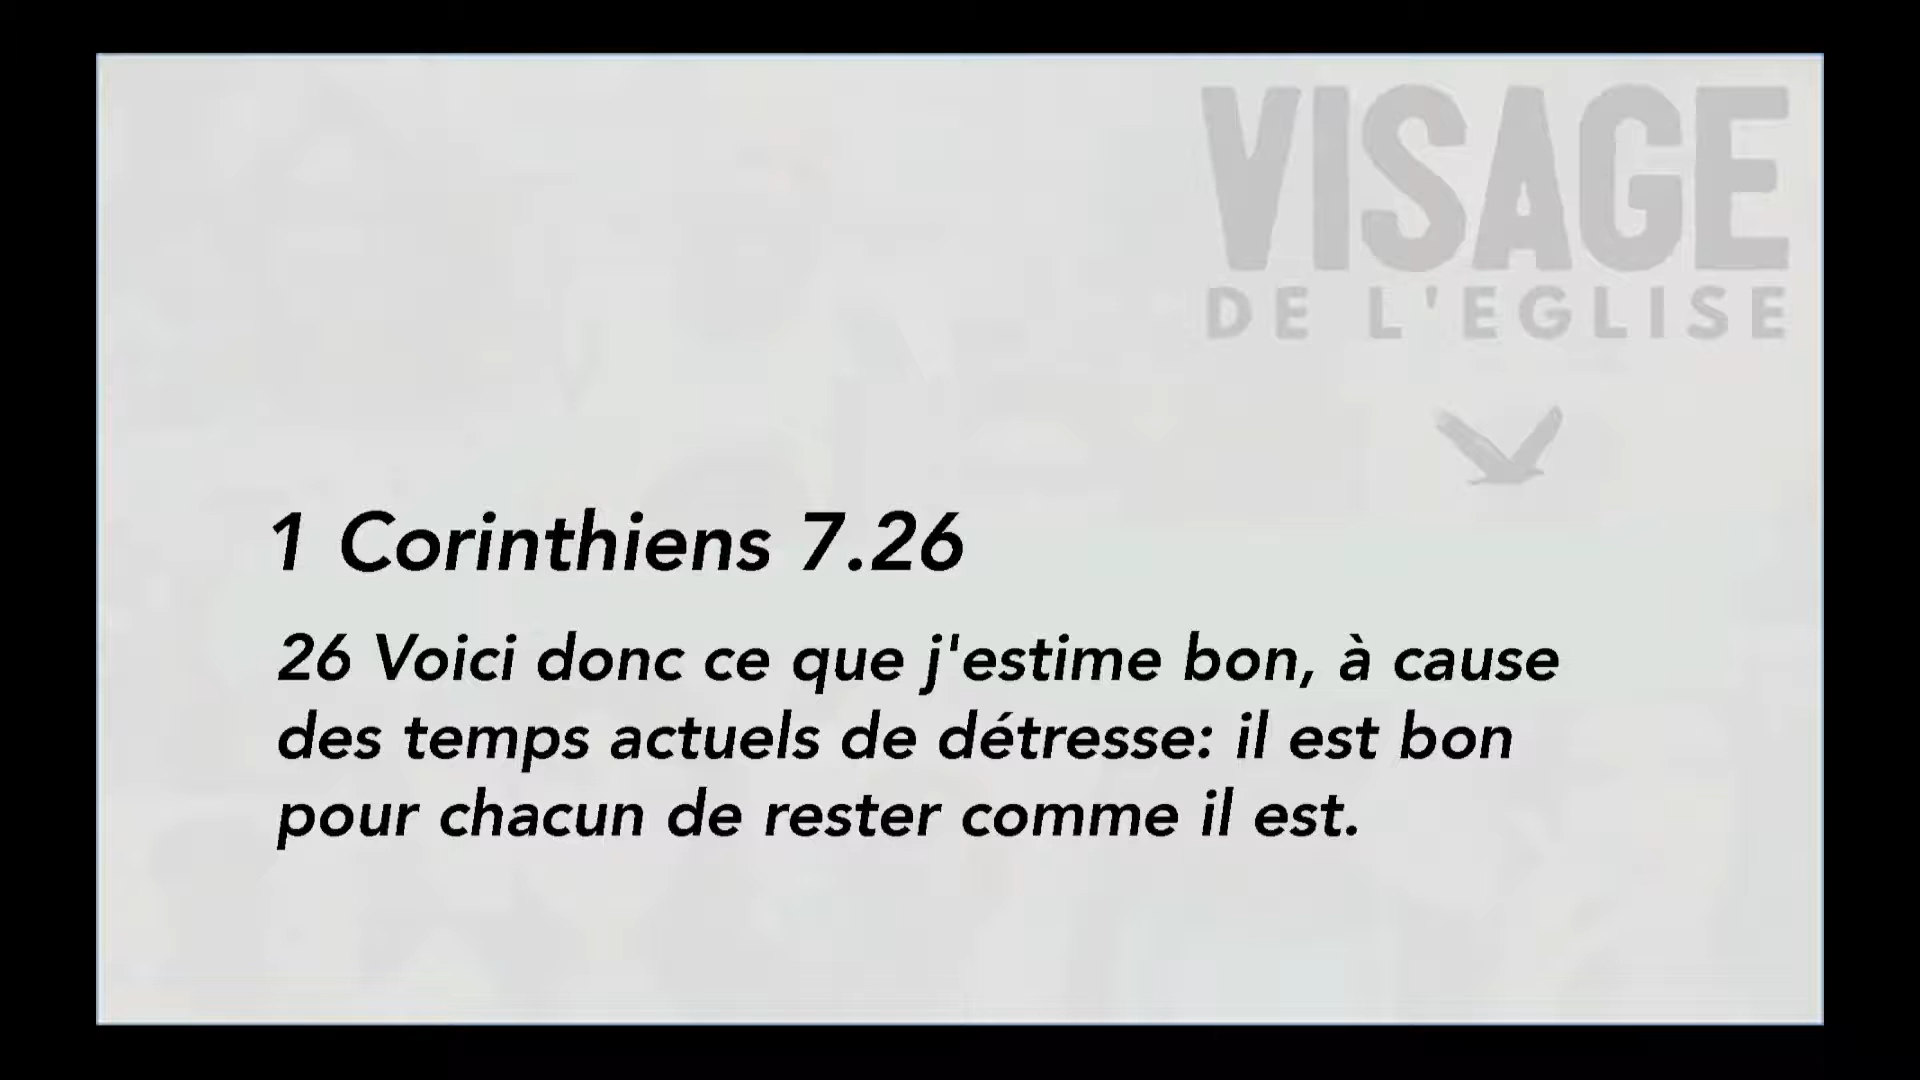 VISAGE
DE L'EGLISE
1 Corinthiens 7.26
26 Voici donc ce que j'estime bon, à cause
des temps actuels de détresse: il est bon
pour chacun de rester comme il est.